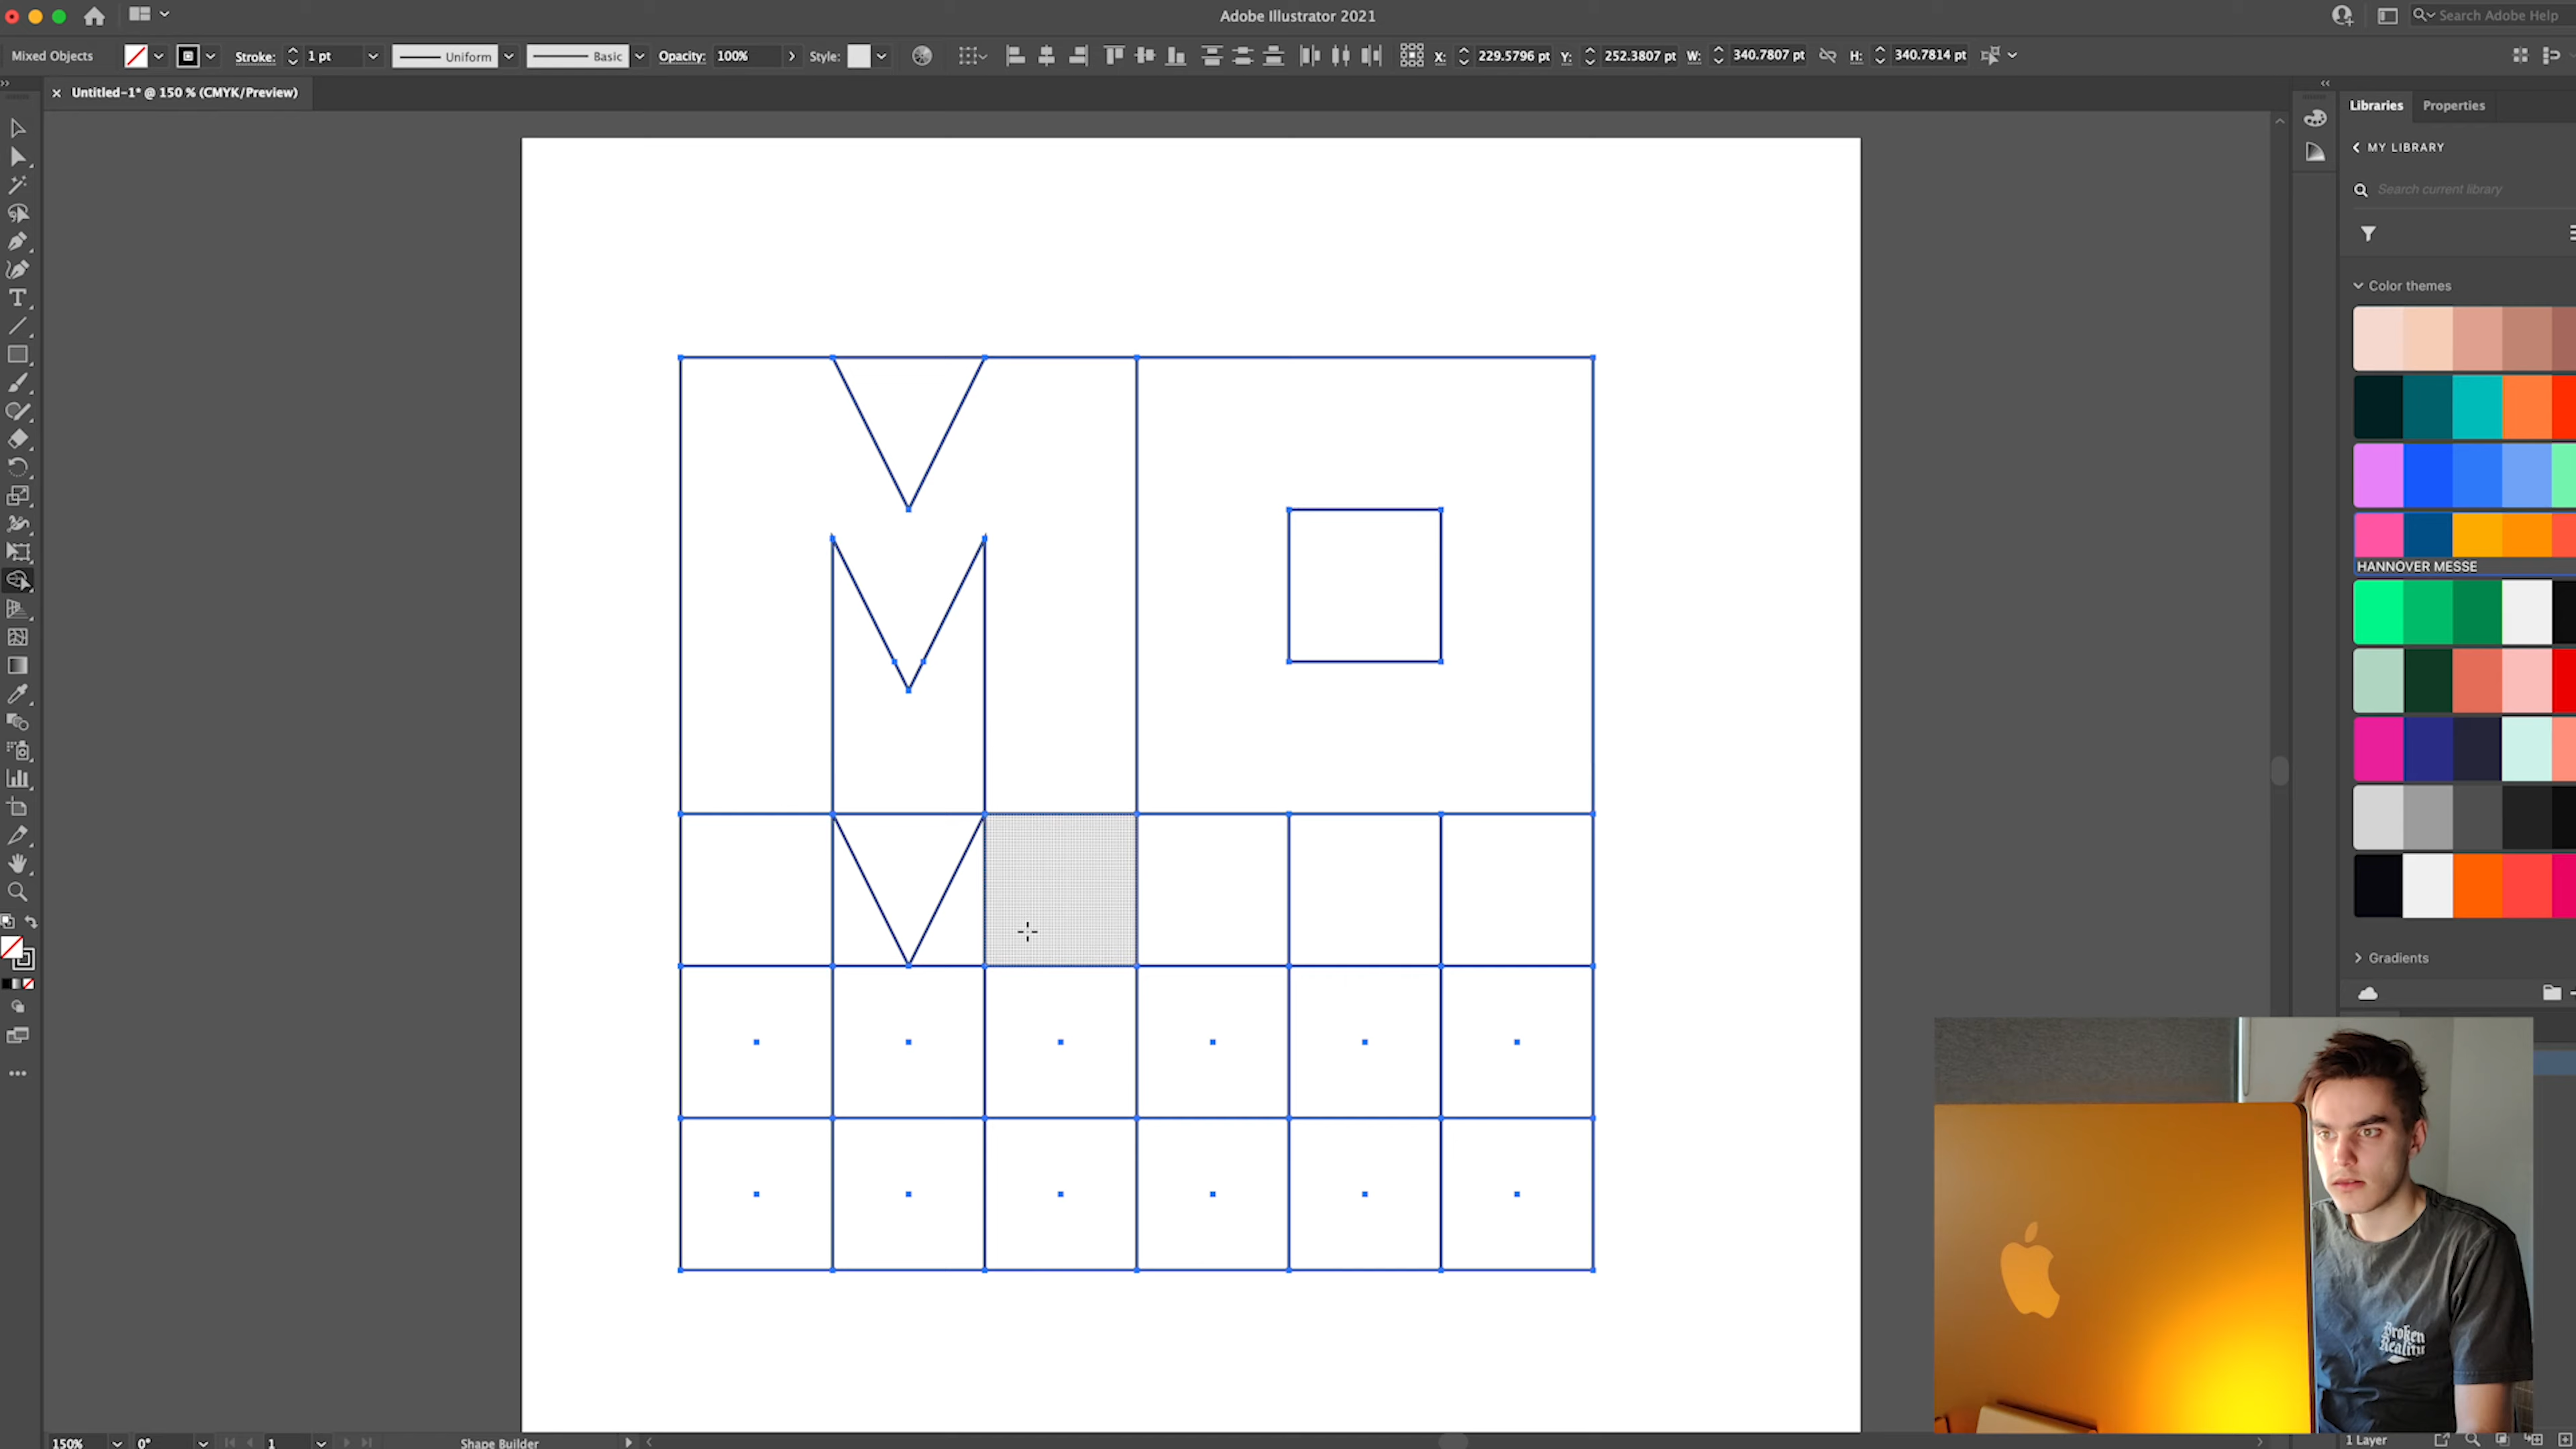 Adobe Illustrator 2021
Search Adobe Help
Mixed Objects
Stroke: 1 pt
Uniform
Basic
Opacity: 100%
Style:
X: 229.5796 pt Y: 252.3807 pt W: 340.7807 pt H: 340.7814 pt
× Untitled-1* @ 150 % (CMYK/Preview)
Libraries Properties
MY LIBRARY
Search current library
Color themes
HANNOVER MESSE
Gradients
Broken
Reality
150% 0° 1 Shape Builder
1 Layer